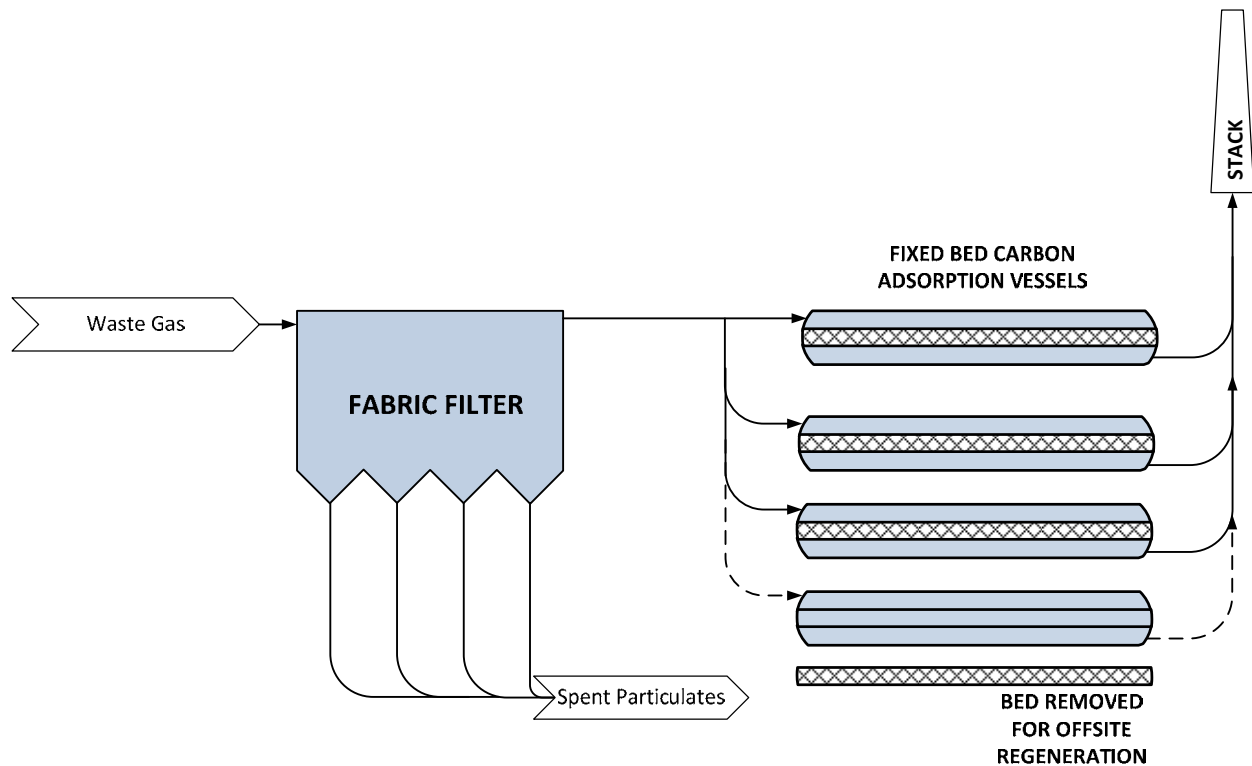 STACK
FIXED BED CARBON
ADSORPTION VESSELS
Waste Gas
FABRIC FILTER
Spent Particulates
BED REMOVED
FOR OFFSITE
REGENERATION